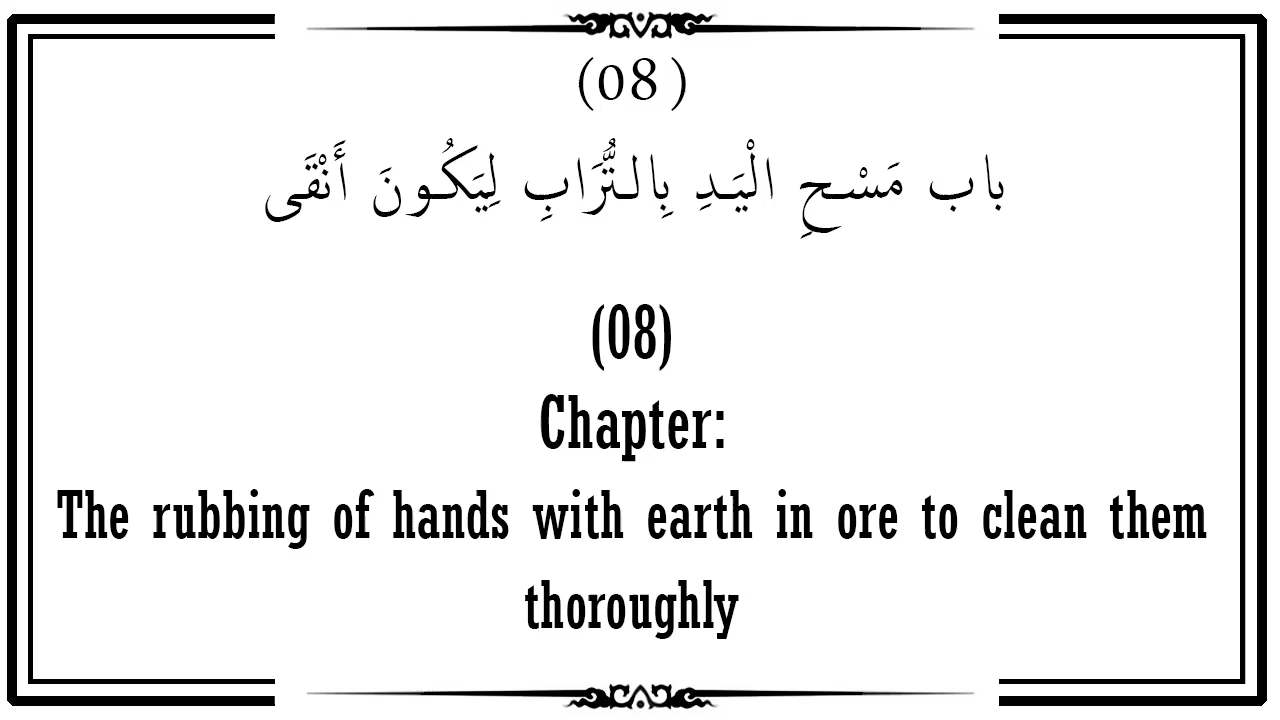 (08)
باب مَسْحِ الْيَدِ بِالتُّرَابِ لِيَكُونَ أَنْقَى
(08)
Chapter:
The rubbing of hands with earth in ore to clean them
thoroughly